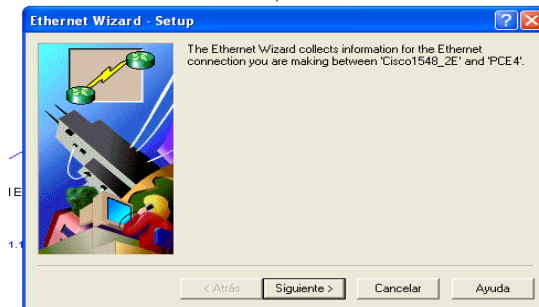 Ethernet Wizard - Setup
The Ethernet Wizard collects information for the Ethernet
connection you are making between 'Cisco1548_2E' and 'PCE4'.
IE
1.1
< Atrás
Siguiente >
Cancelar
Ayuda